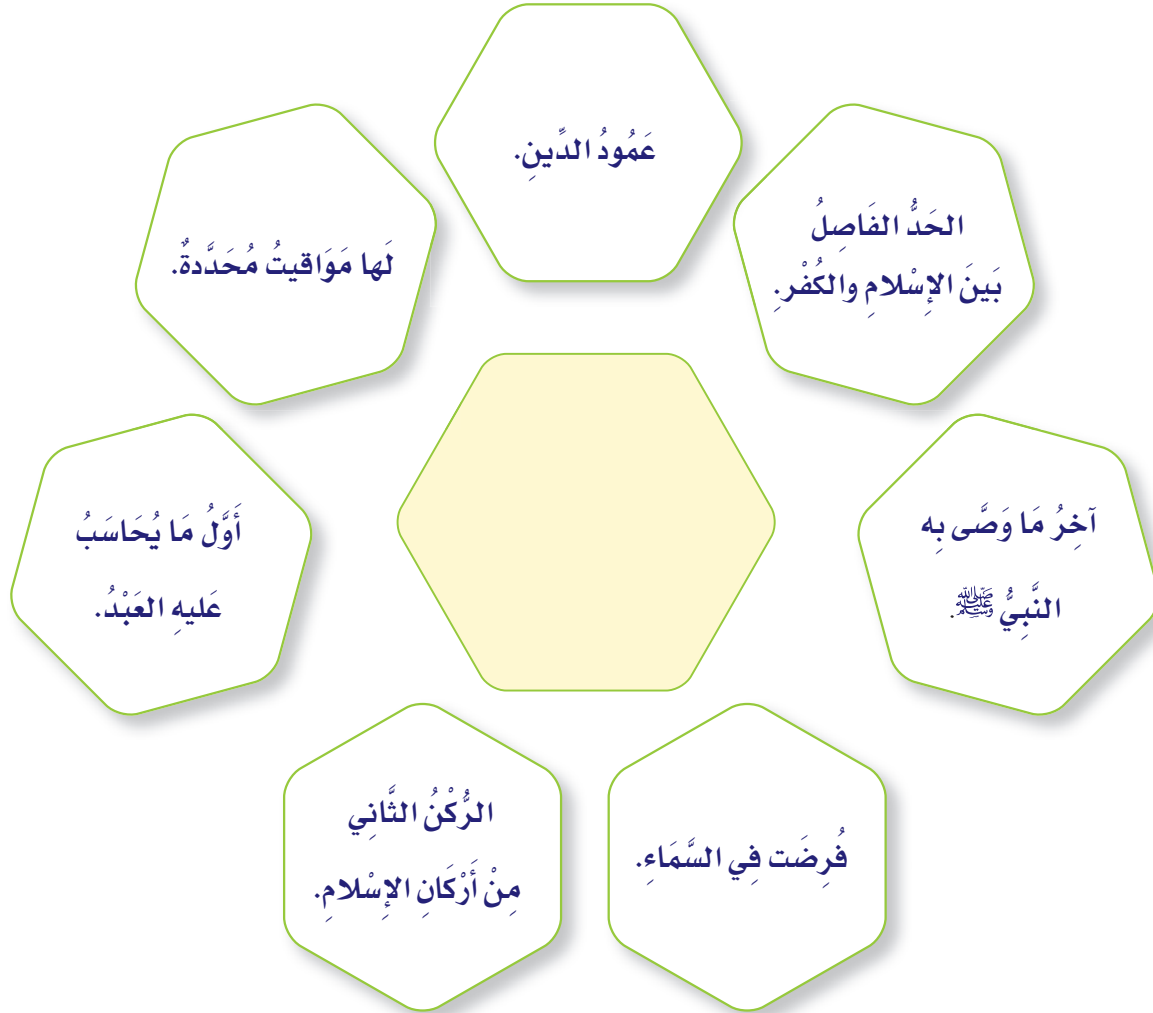 عَمُودُ الدِّينِ.
الحَدُّ الفَاصِلُ
بَينَ الإِسْلامِ والكُفْرِ.
آخِرُ مَا وَصَّى بِه
النَّبِيُّ ﷺ.
فُرِضَت فِي السَّمَاءِ.
الرُّكْنُ الثَّانِي
مِنْ أَرْكَانِ الإِسْلامِ.
أَوَّلُ مَا يُحَاسَبُ
عَليهِ العَبْدُ.
لَها مَوَاقيتُ مُحَدَّدةٌ.